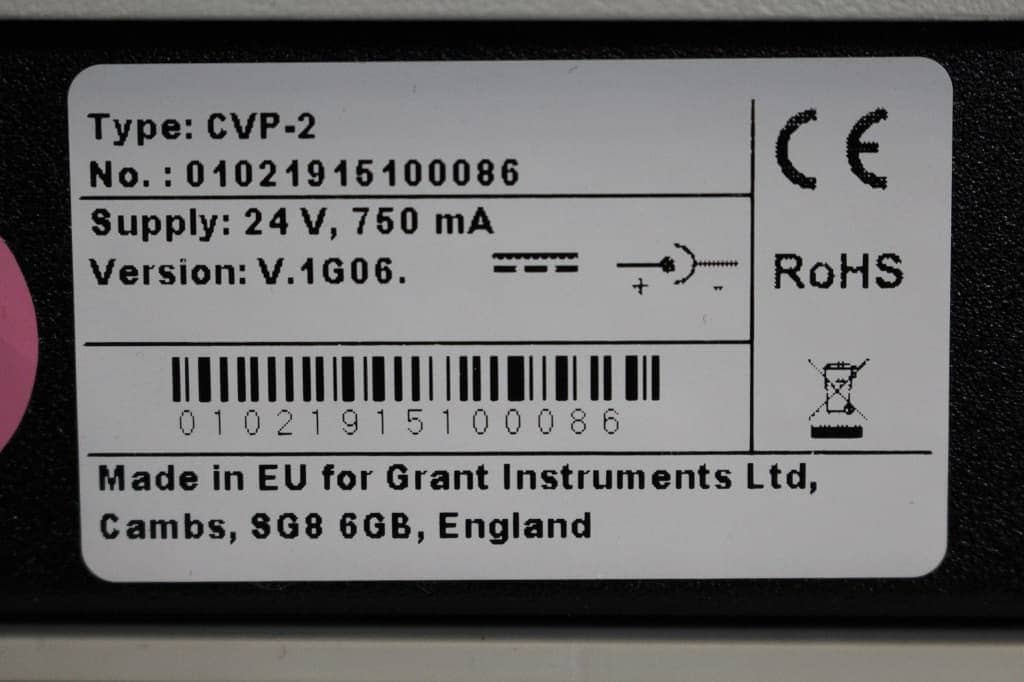 Type: CVP-2
No. : 01021915100086
Supply: 24 V, 750 mA
Version: V.1G06.
+ -
CE
RoHS
01021915100086
Made in EU for Grant Instruments Ltd,
Cambs, SG8 6GB, England